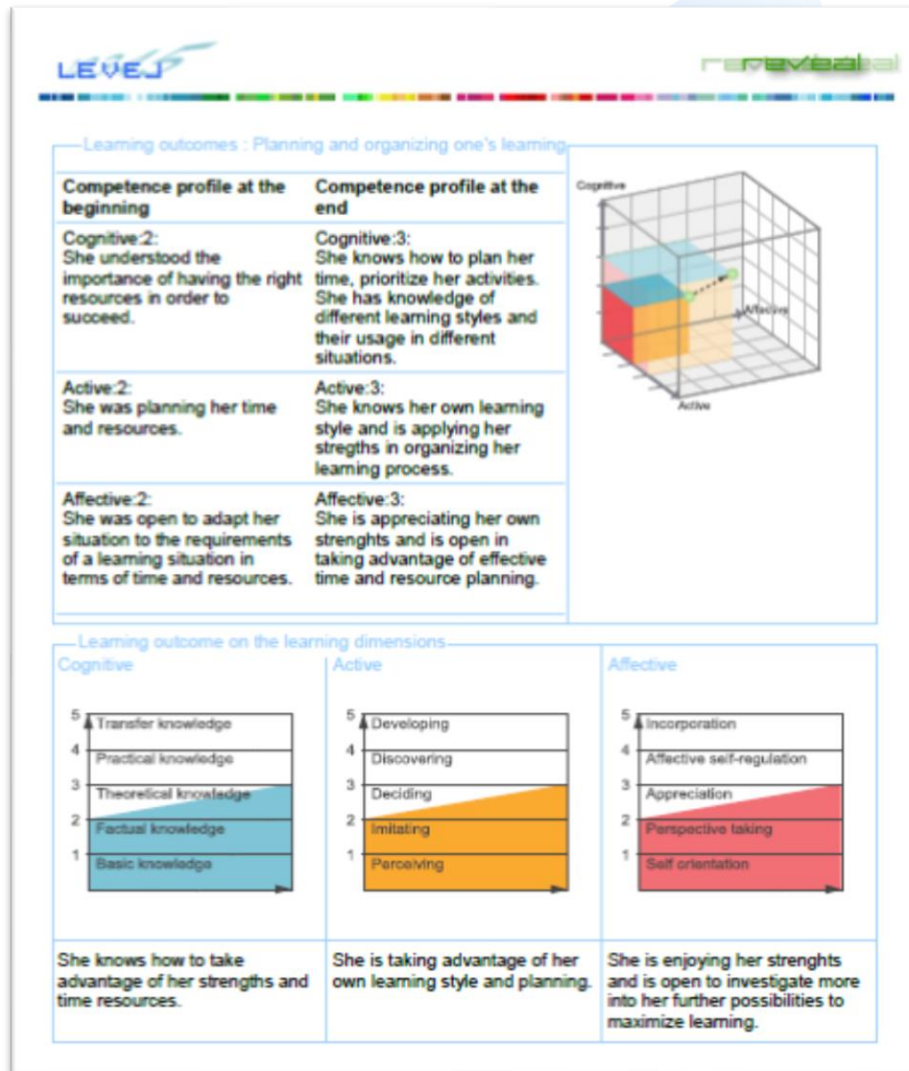 LEVEL5
reveal
Learning outcomes : Planning and organizing one's learning
Competence profile at the
beginning
Competence profile at the
end
Cognitive:2:
She understood the
importance of having the right
resources in order to
succeed.
Cognitive:3:
She knows how to plan her
time, prioritize her activities.
She has knowledge of
different learning styles and
their usage in different
situations.
Active:2:
She was planning her time
and resources.
Active:3:
She knows her own learning
style and is applying her
stregths in organizing her
learning process.
Affective:2:
She was open to adapt her
situation to the requirements
of a learning situation in
terms of time and resources.
Affective:3:
She is appreciating her own
strenghts and is open in
taking advantage of effective
time and resource planning.
Cognitive
Affective
Active
Learning outcome on the learning dimensions
Cognitive
5
Transfer knowledge
4
Practical knowledge
3
Theoretical knowledge
2
Factual knowledge
1
Basic knowledge
She knows how to take
advantage of her strengths and
time resources.
Active
5
Developing
4
Discovering
3
Deciding
2
Imitating
1
Perceiving
She is taking advantage of her
own learning style and planning.
Affective
5
Incorporation
4
Affective self-regulation
3
Appreciation
2
Perspective taking
1
Self orientation
She is enjoying her strenghts
and is open to investigate more
into her further possibilities to
maximize learning.